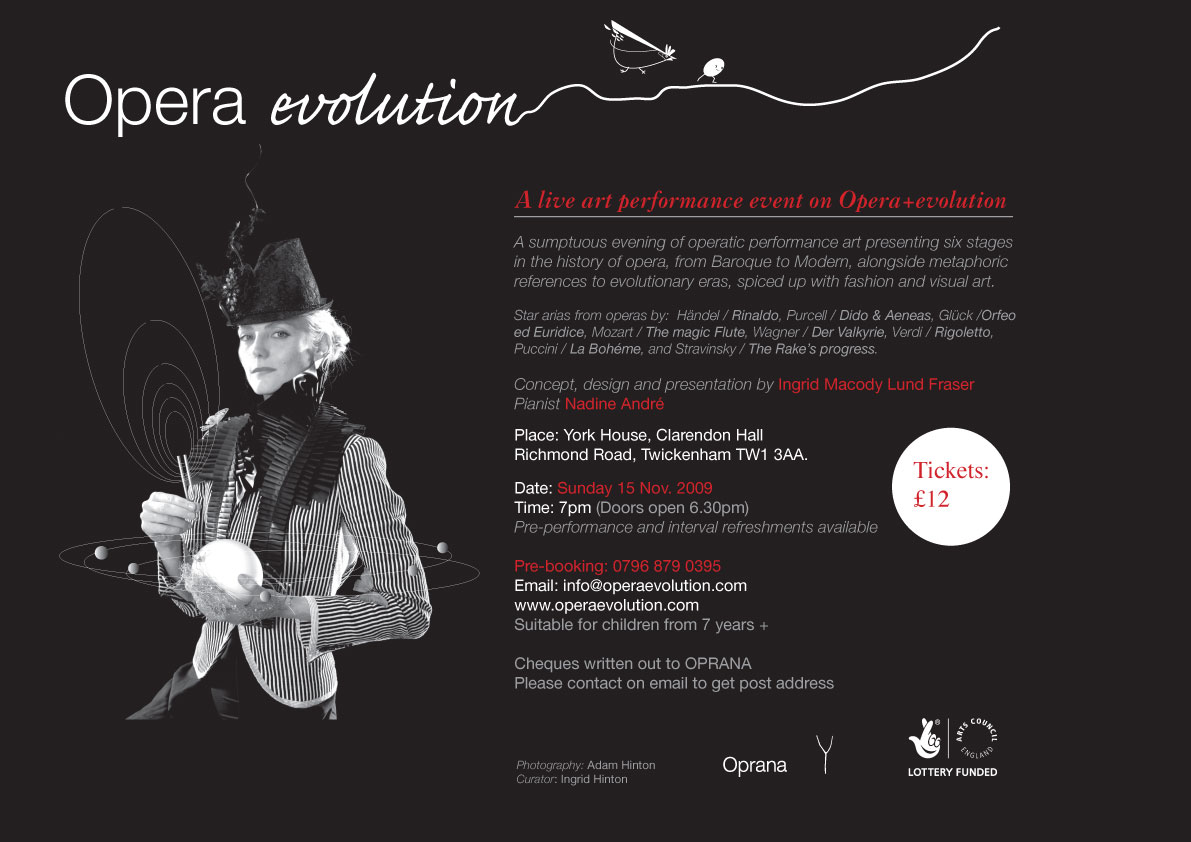 Opera evolution
A live art performance event on Opera+evolution
A sumptuous evening of operatic performance art presenting six stages
in the history of opera, from Baroque to Modern, alongside metaphoric
references to evolutionary eras, spiced up with fashion and visual art.
Star arias from operas by: Händel / Rinaldo, Purcell / Dido & Aeneas, Glück /Orfeo
ed Euridice, Mozart / The magic Flute, Wagner / Der Valkyrie, Verdi / Rigoletto,
Puccini / La Bohéme, and Stravinsky / The Rake's progress.
Concept, design and presentation by Ingrid Macody Lund Fraser
Pianist Nadine André
Place: York House, Clarendon Hall
Richmond Road, Twickenham TW1 3AA.
Tickets:
£12
Date: Sunday 15 Nov. 2009
Time: 7pm (Doors open 6.30pm)
Pre-performance and interval refreshments available
Pre-booking: 0796 879 0395
Email: info@operaevolution.com
www.operaevolution.com
Suitable for children from 7 years +
Cheques written out to OPRANA
Please contact on email to get post address
Photography: Adam Hinton
Curator: Ingrid Hinton
Oprana
ARTS COUNCIL
ENGLAND
LOTTERY FUNDED